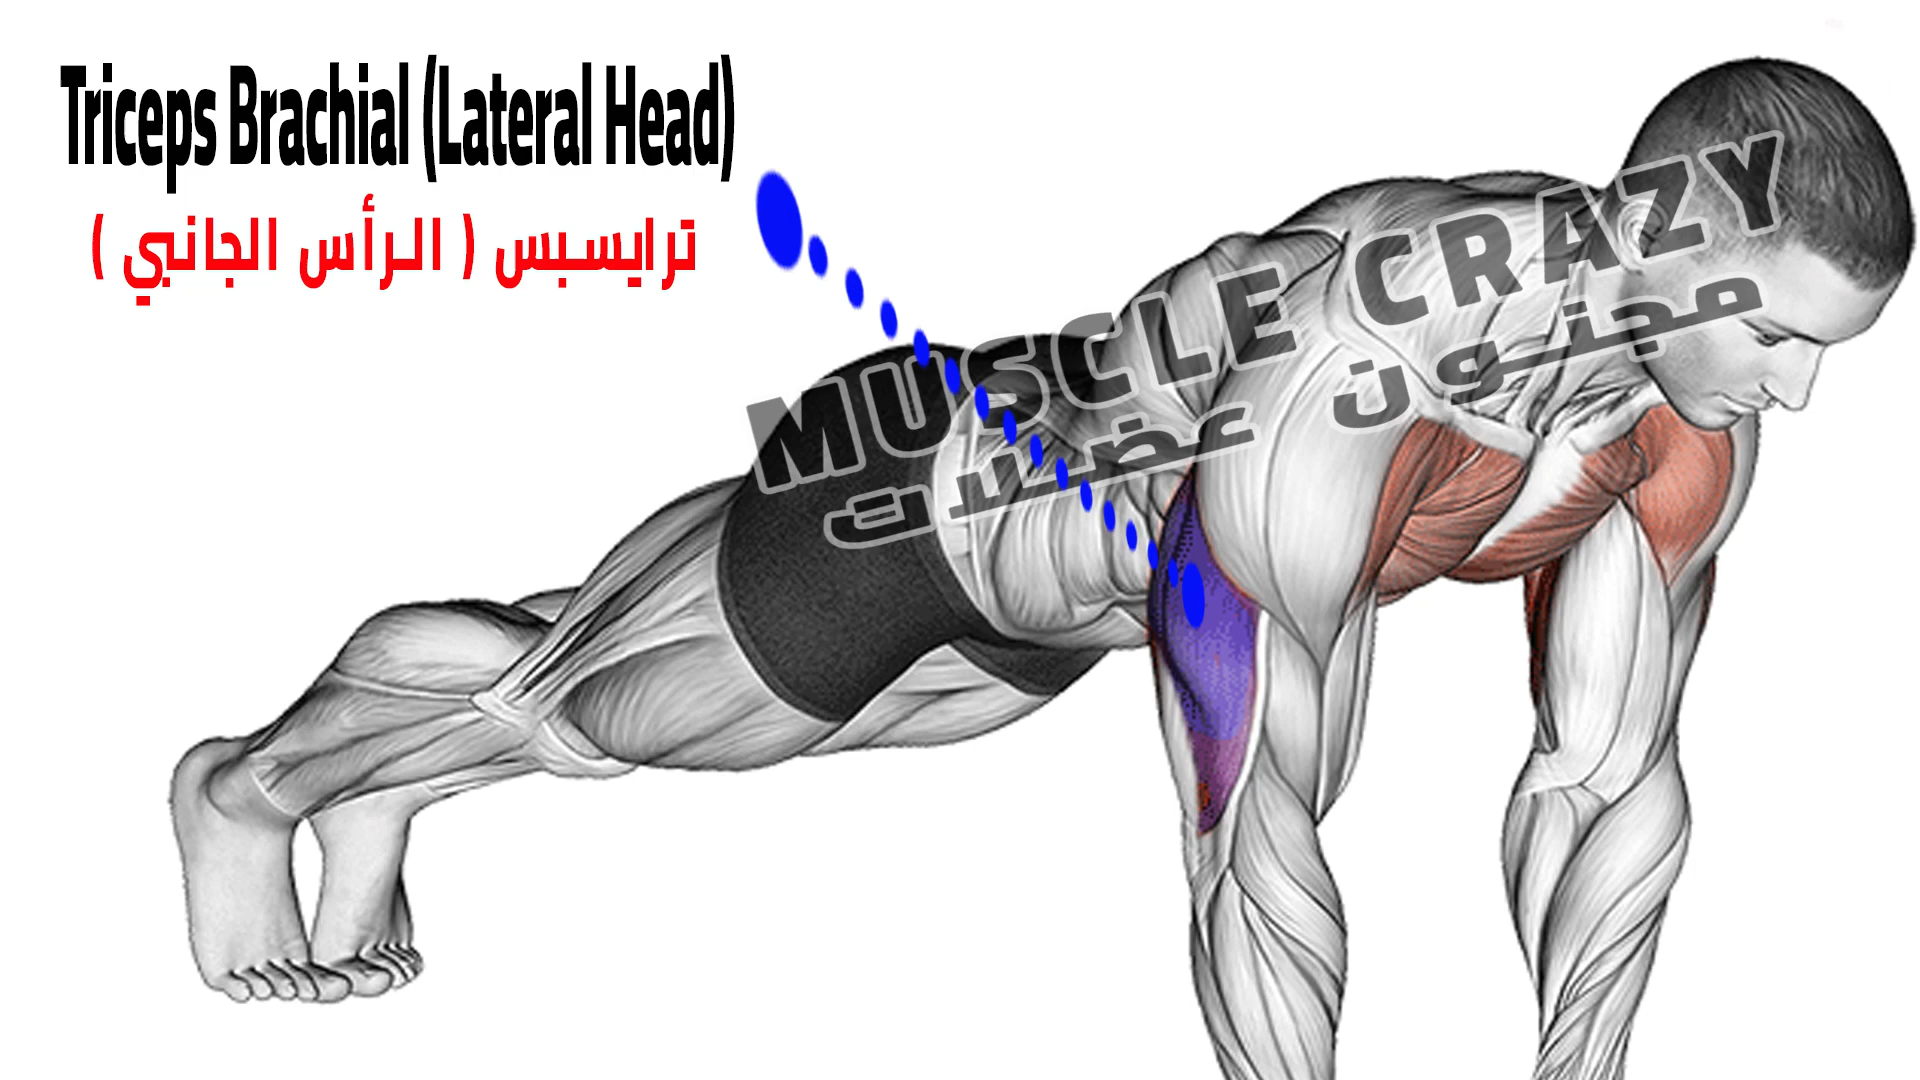 Triceps Brachial (Lateral Head)
ترايسبس ( الرأس الجانبي )
MUSCLE CRAZY
مجنون عضلات